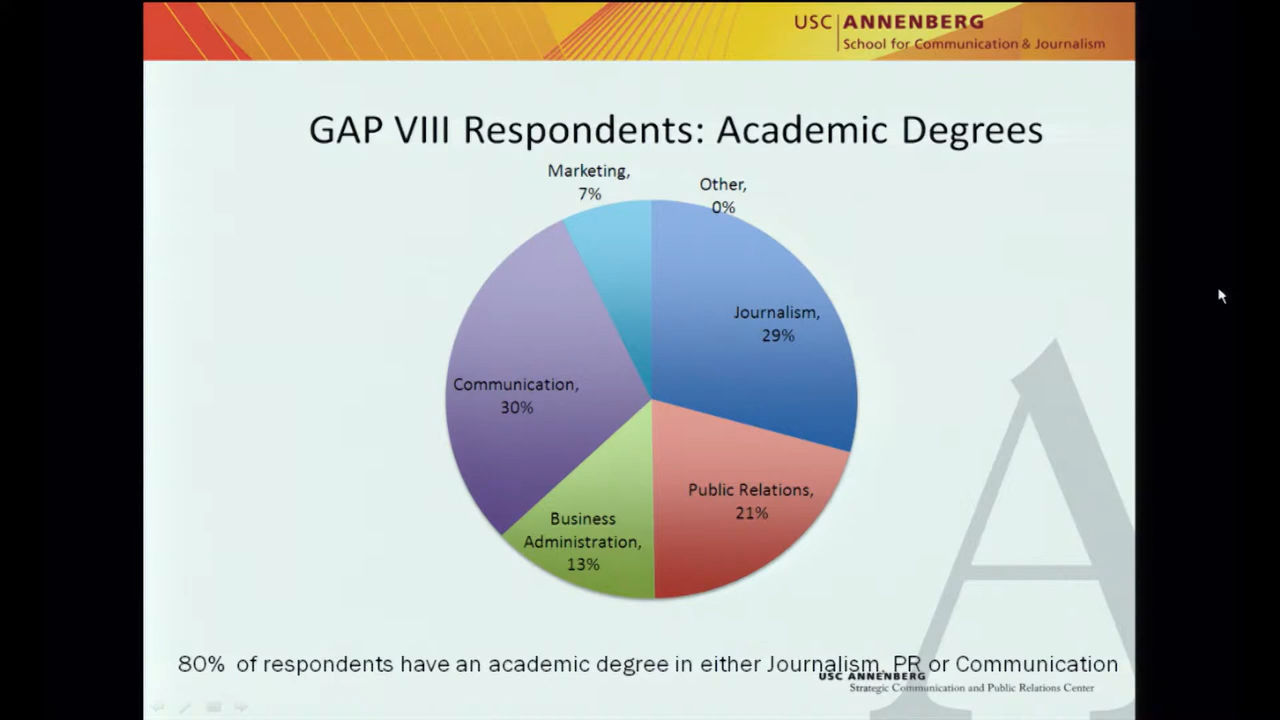 USC ANNENBERG
School for Communication & Journalism
GAP VIII Respondents: Academic Degrees
Marketing,
7%
Other,
0%
Journalism,
29%
Communication,
30%
Public Relations,
21%
Business
Administration,
13%
80% of respondents have an academic degree in either Journalism, PR or Communication
USC ANNENBERG
Strategic Communication and Public Relations Center